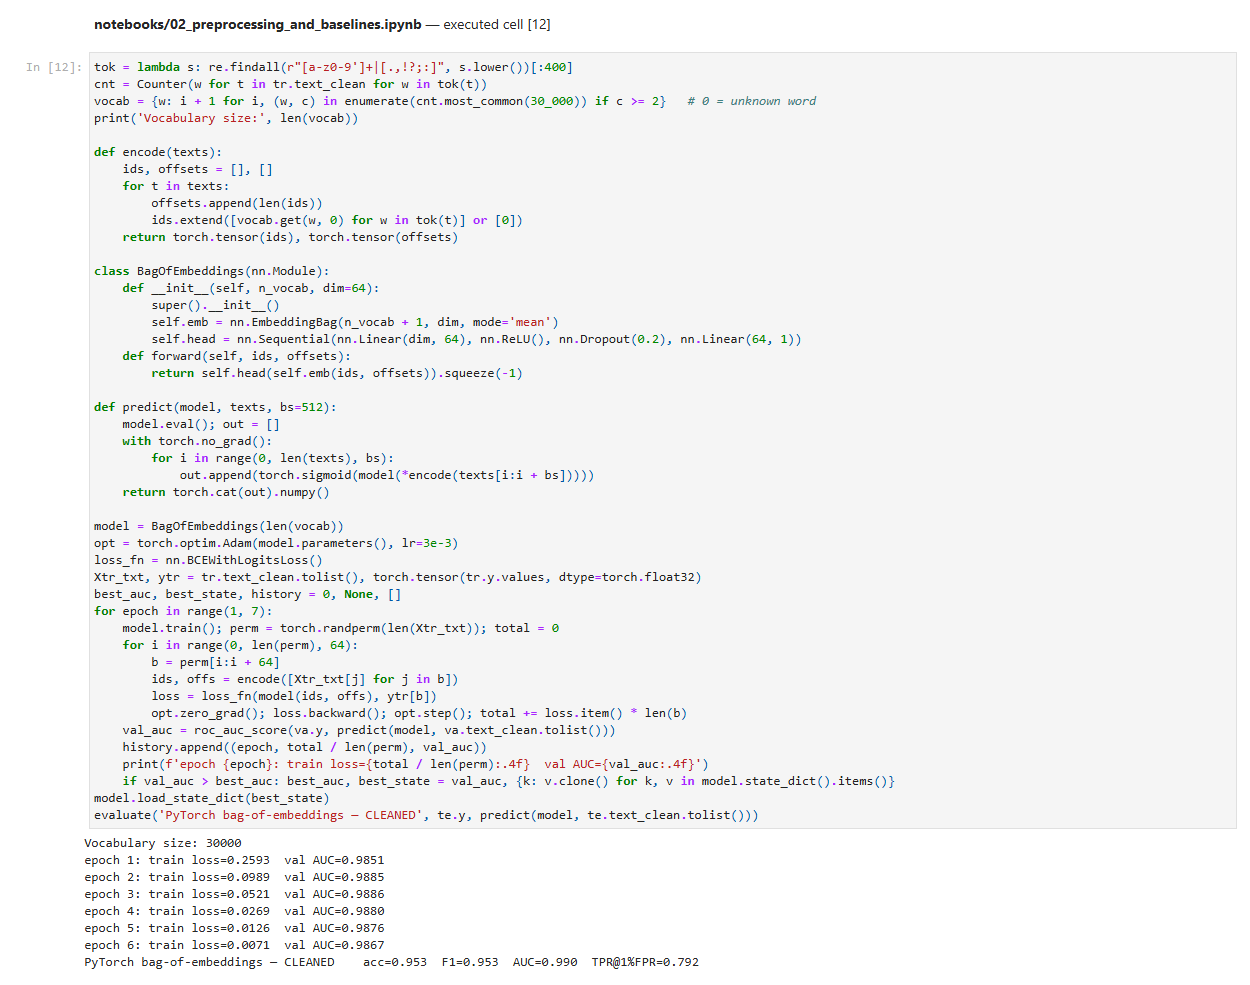 notebooks/02_preprocessing_and_baselines.ipynb — executed cell [12]
In [12]:
tok = lambda s: re.findall(r"[a-z0-9']+|[.,!?;:]", s.lower())[:400]
cnt = Counter(w for t in tr.text_clean for w in tok(t))
vocab = {w: i + 1 for i, (w, c) in enumerate(cnt.most_common(30_000)) if c >= 2}   # 0 = unknown word
print('Vocabulary size:', len(vocab))

def encode(texts):
    ids, offsets = [], []
    for t in texts:
        offsets.append(len(ids))
        ids.extend([vocab.get(w, 0) for w in tok(t)] or [0])
    return torch.tensor(ids), torch.tensor(offsets)

class BagOfEmbeddings(nn.Module):
    def __init__(self, n_vocab, dim=64):
        super().__init__()
        self.emb = nn.EmbeddingBag(n_vocab + 1, dim, mode='mean')
        self.head = nn.Sequential(nn.Linear(dim, 64), nn.ReLU(), nn.Dropout(0.2), nn.Linear(64, 1))
    def forward(self, ids, offsets):
        return self.head(self.emb(ids, offsets)).squeeze(-1)

def predict(model, texts, bs=512):
    model.eval(); out = []
    with torch.no_grad():
        for i in range(0, len(texts), bs):
            out.append(torch.sigmoid(model(*encode(texts[i:i + bs]))))
    return torch.cat(out).numpy()

model = BagOfEmbeddings(len(vocab))
opt = torch.optim.Adam(model.parameters(), lr=3e-3)
loss_fn = nn.BCEWithLogitsLoss()
Xtr_txt, ytr = tr.text_clean.tolist(), torch.tensor(tr.y.values, dtype=torch.float32)
best_auc, best_state, history = 0, None, []
for epoch in range(1, 7):
    model.train(); perm = torch.randperm(len(Xtr_txt)); total = 0
    for i in range(0, len(perm), 64):
        b = perm[i:i + 64]
        ids, offs = encode([Xtr_txt[j] for j in b])
        loss = loss_fn(model(ids, offs), ytr[b])
        opt.zero_grad(); loss.backward(); opt.step(); total += loss.item() * len(b)
    val_auc = roc_auc_score(va.y, predict(model, va.text_clean.tolist()))
    history.append((epoch, total / len(perm), val_auc))
    print(f'epoch {epoch}: train loss={total / len(perm):.4f}  val AUC={val_auc:.4f}')
    if val_auc > best_auc: best_auc, best_state = val_auc, {k: v.clone() for k, v in model.state_dict().items()}
model.load_state_dict(best_state)
evaluate('PyTorch bag-of-embeddings — CLEANED', te.y, predict(model, te.text_clean.tolist()))
Vocabulary size: 30000
epoch 1: train loss=0.2593  val AUC=0.9851
epoch 2: train loss=0.0989  val AUC=0.9885
epoch 3: train loss=0.0521  val AUC=0.9886
epoch 4: train loss=0.0269  val AUC=0.9880
epoch 5: train loss=0.0126  val AUC=0.9876
epoch 6: train loss=0.0071  val AUC=0.9867
PyTorch bag-of-embeddings — CLEANED    acc=0.953  F1=0.953  AUC=0.990  TPR@1%FPR=0.792